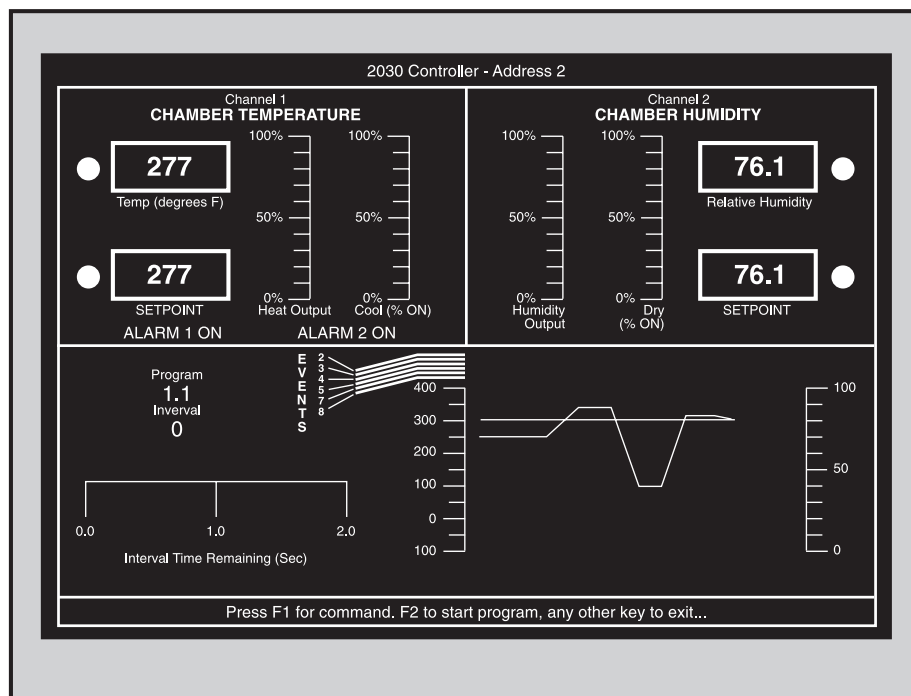 2030 Controller - Address 2
Channel 1
CHAMBER TEMPERATURE
277
Temp (degrees F)
277
SETPOINT
ALARM 1 ON
100%
50%
0%
Heat Output
100%
50%
0%
Cool (% ON)
ALARM 2 ON
Channel 2
CHAMBER HUMIDITY
100%
50%
0%
Humidity
Output
100%
50%
0%
Dry
(% ON)
76.1
Relative Humidity
76.1
SETPOINT
Program
1.1
Inverval
0
EVENTS
2
3
4
5
7
8
400
300
200
100
0
100
100
50
0
0.0 1.0 2.0
Interval Time Remaining (Sec)
Press F1 for command. F2 to start program, any other key to exit...